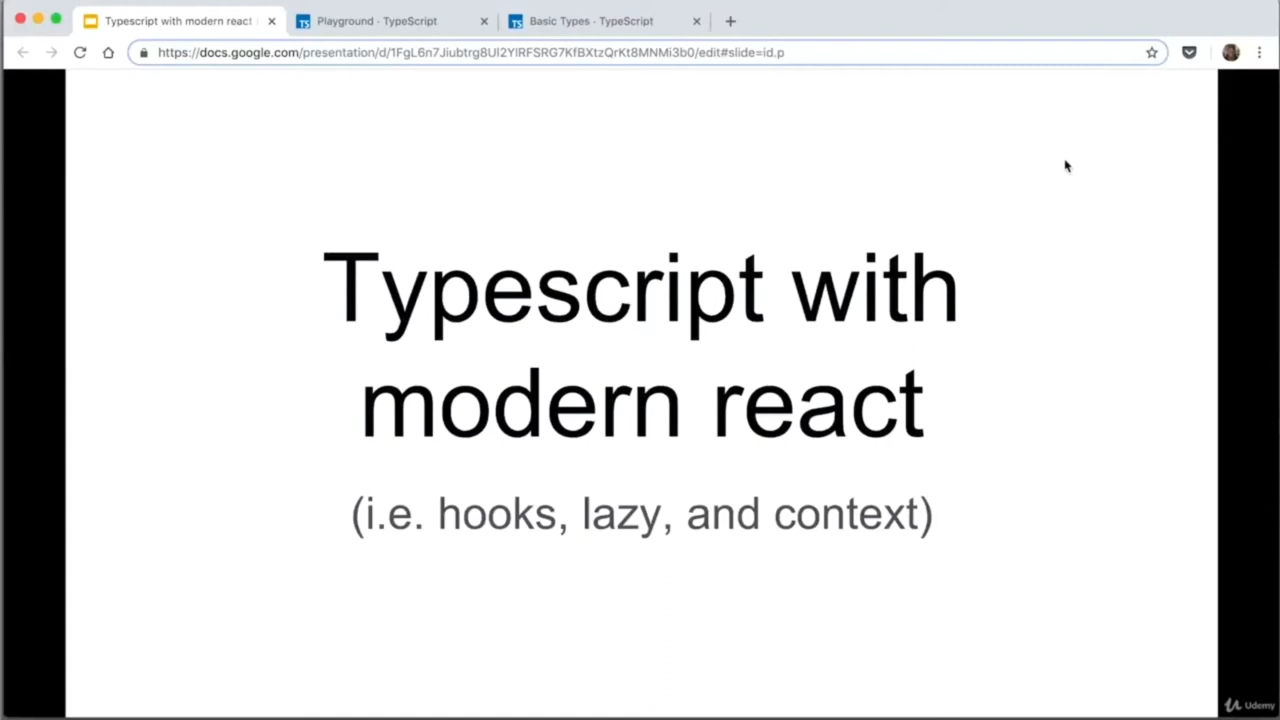 Typescript with modern react
Playground · TypeScript
Basic Types · TypeScript
https://docs.google.com/presentation/d/1FgL6n7Jiubtrg8Ul2YlRFSRG7KfBXtzQrKt8MNMi3b0/edit#slide=id.p
Typescript with
modern react
(i.e. hooks, lazy, and context)
Udemy